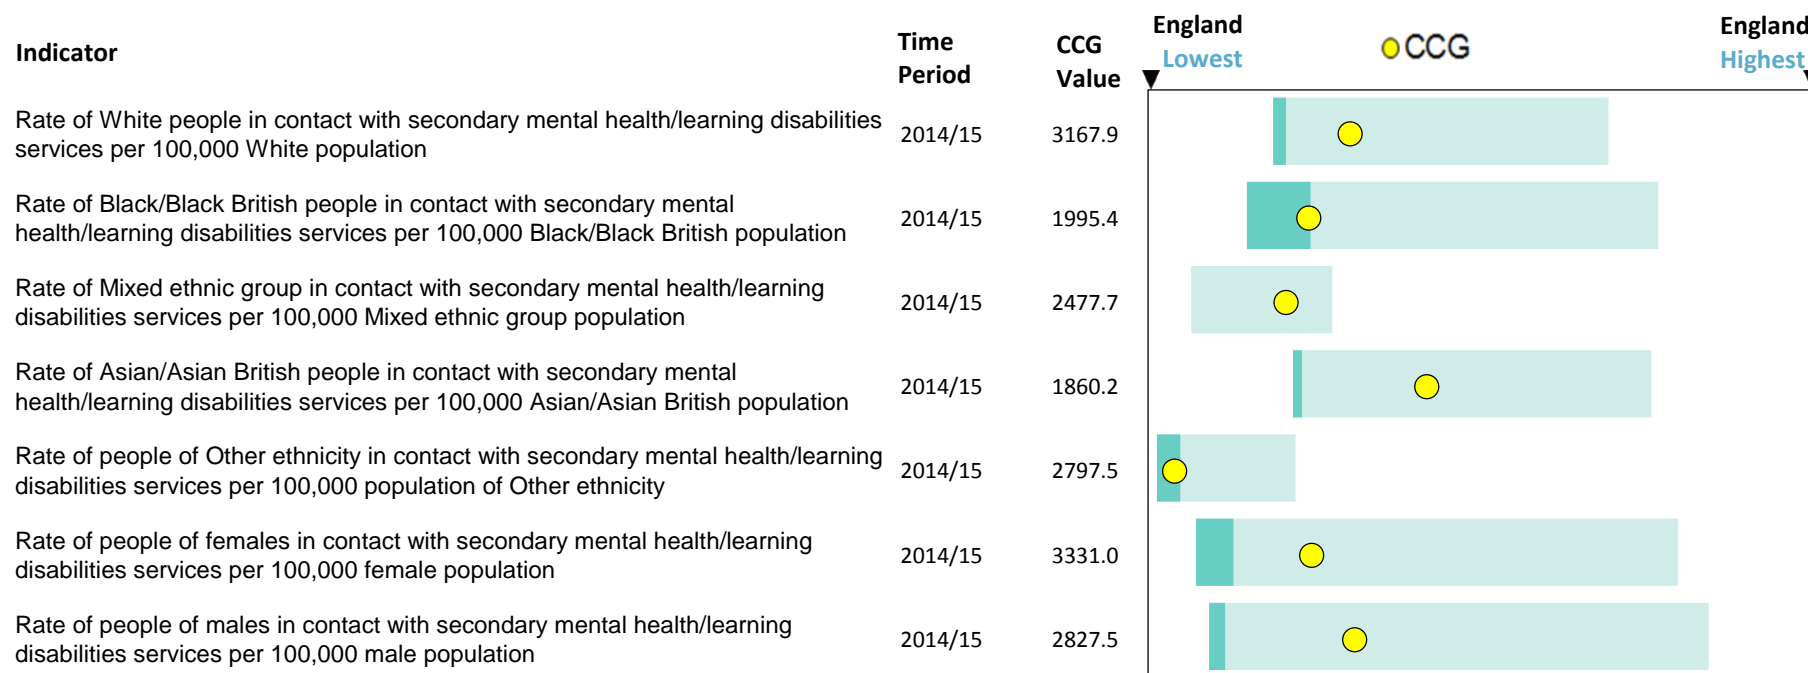 Indicator
Time
Period
CCG
Value
England
Lowest
CCG
England
Highest
Rate of White people in contact with secondary mental health/learning disabilities
services per 100,000 White population
2014/15
3167.9
Rate of Black/Black British people in contact with secondary mental
health/learning disabilities services per 100,000 Black/Black British population
2014/15
1995.4
Rate of Mixed ethnic group in contact with secondary mental health/learning
disabilities services per 100,000 Mixed ethnic group population
2014/15
2477.7
Rate of Asian/Asian British people in contact with secondary mental
health/learning disabilities services per 100,000 Asian/Asian British population
2014/15
1860.2
Rate of people of Other ethnicity in contact with secondary mental health/learning
disabilities services per 100,000 population of Other ethnicity
2014/15
2797.5
Rate of people of females in contact with secondary mental health/learning
disabilities services per 100,000 female population
2014/15
3331.0
Rate of people of males in contact with secondary mental health/learning
disabilities services per 100,000 male population
2014/15
2827.5